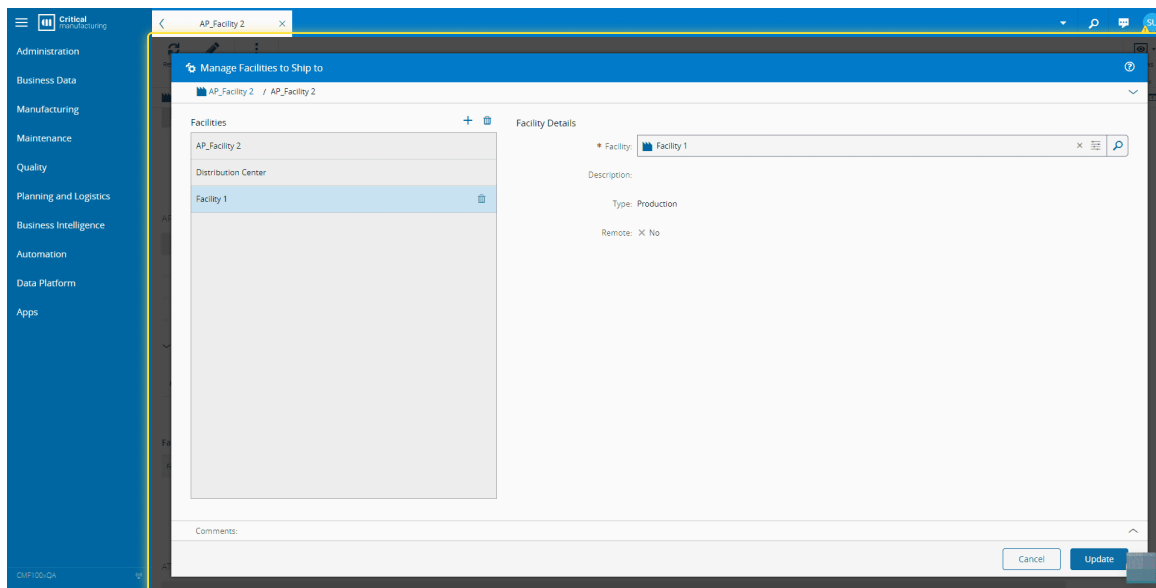 Critical
manufacturing
AP_Facility 2
SU
Administration
Business Data
Manufacturing
Maintenance
Quality
Planning and Logistics
Business Intelligence
Automation
Data Platform
Apps
CMF100xQA
Manage Facilities to Ship to
AP_Facility 2 / AP_Facility 2
Facilities
AP_Facility 2
Distribution Center
Facility 1
Facility Details
* Facility: Facility 1
Description:
Type: Production
Remote: No
Comments:
Cancel
Update